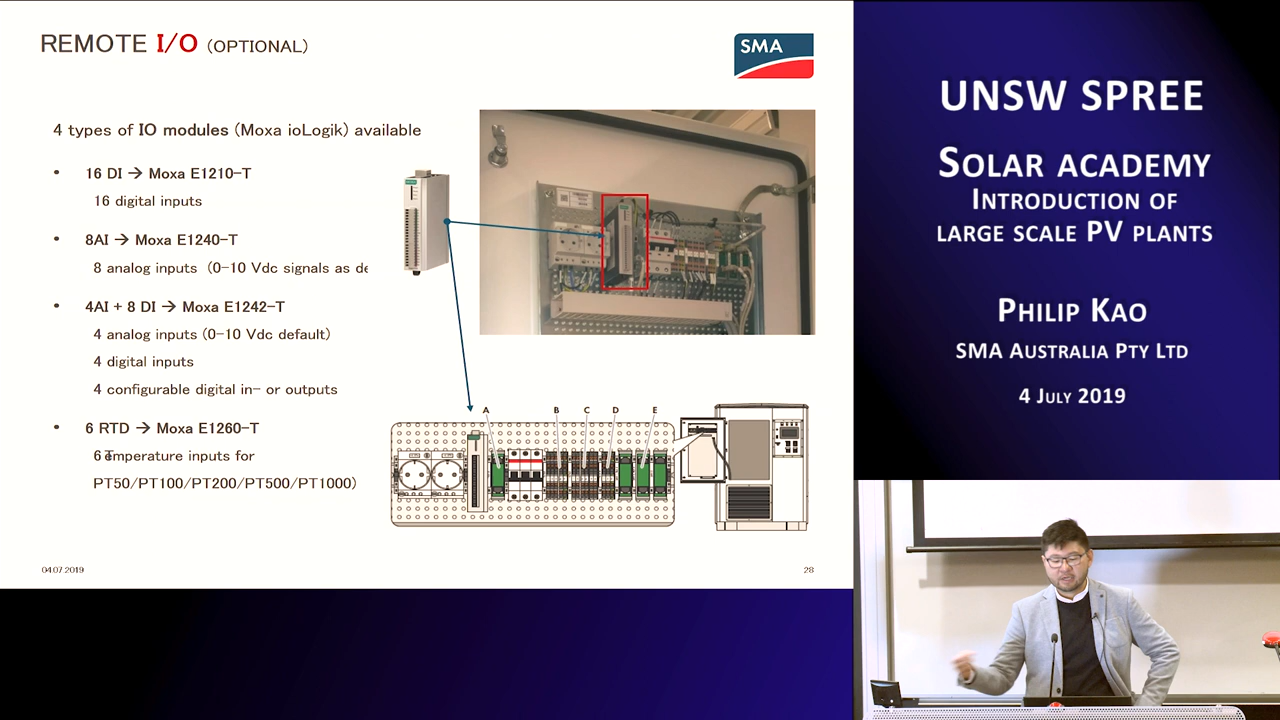 REMOTE I/O (OPTIONAL)
SMA
4 types of IO modules (Moxa ioLogik) available
• 16 DI → Moxa E1210-T
16 digital inputs
• 8AI → Moxa E1240-T
8 analog inputs (0-10 Vdc signals as de
• 4AI + 8 DI → Moxa E1242-T
4 analog inputs (0-10 Vdc default)
4 digital inputs
4 configurable digital in- or outputs
• 6 RTD → Moxa E1260-T
inputs for
PT50/PT100/PT200/PT500/PT1000)
A B C D E
04.07.2019
28
UNSW SPREE
SOLAR ACADEMY
INTRODUCTION OF
LARGE SCALE PV PLANTS
PHILIP KAO
SMA AUSTRALIA PTY LTD
4 JULY 2019